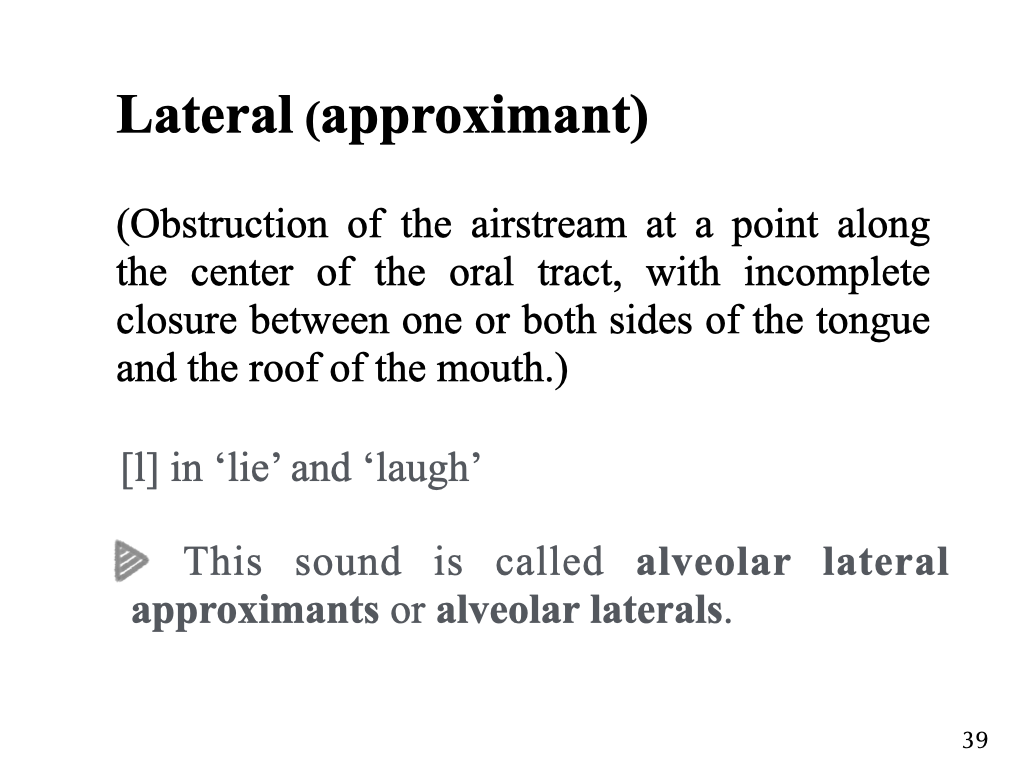 Lateral (approximant)
(Obstruction of the airstream at a point along
the center of the oral tract, with incomplete
closure between one or both sides of the tongue
and the roof of the mouth.)
[l] in ‘lie’ and ‘laugh’
This sound is called alveolar lateral
approximants or alveolar laterals.
39